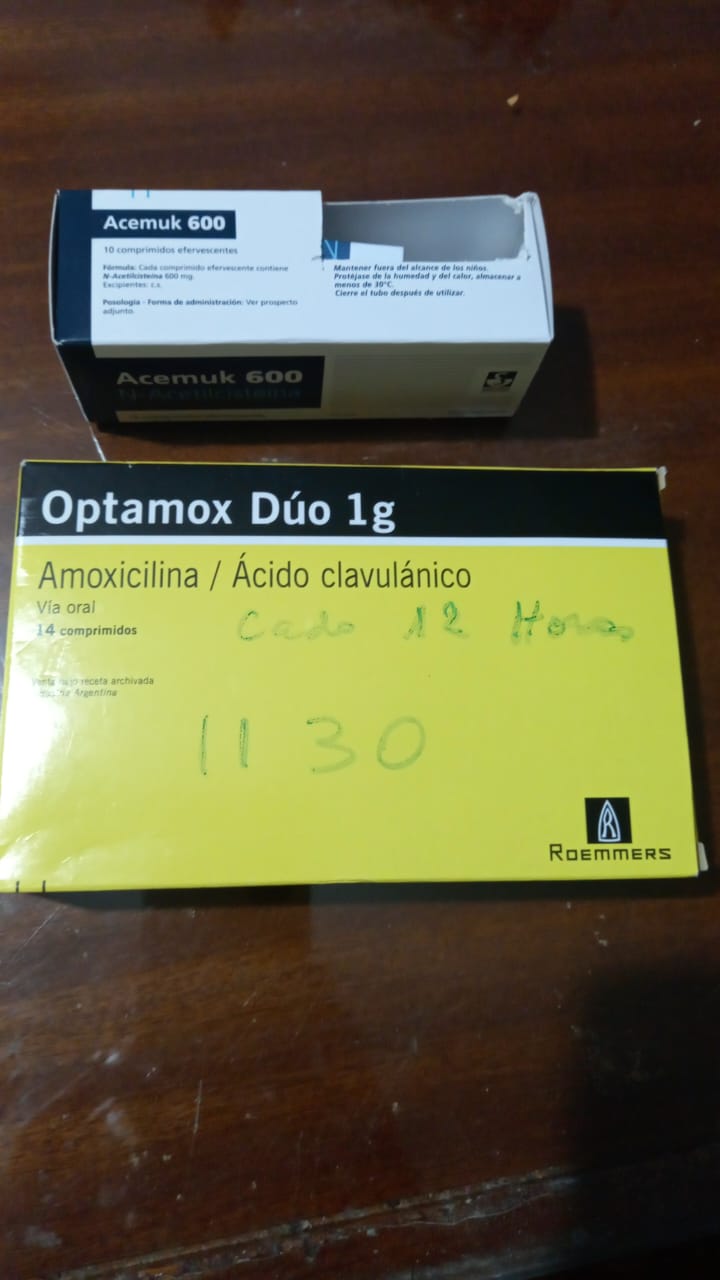 Acemuk 600
10 comprimidos efervescentes
Fórmula: Cada comprimido efervescente contiene
N-Acetilcisteína 600 mg.
Excipientes: c.s.
Posología - Forma de administración: Ver prospecto
adjunto.
Mantener fuera del alcance de los niños.
Protéjase de la humedad y del calor, almacenar a
menos de 30°C.
Cierre el tubo después de utilizar.
Acemuk 600
N-Acetilcisteína
Optamox Dúo 1g
Amoxicilina / Ácido clavulánico
Vía oral
14 comprimidos
Cada 12 Horas
Venta bajo receta archivada
Industria Argentina
11 30
ROEMMERS